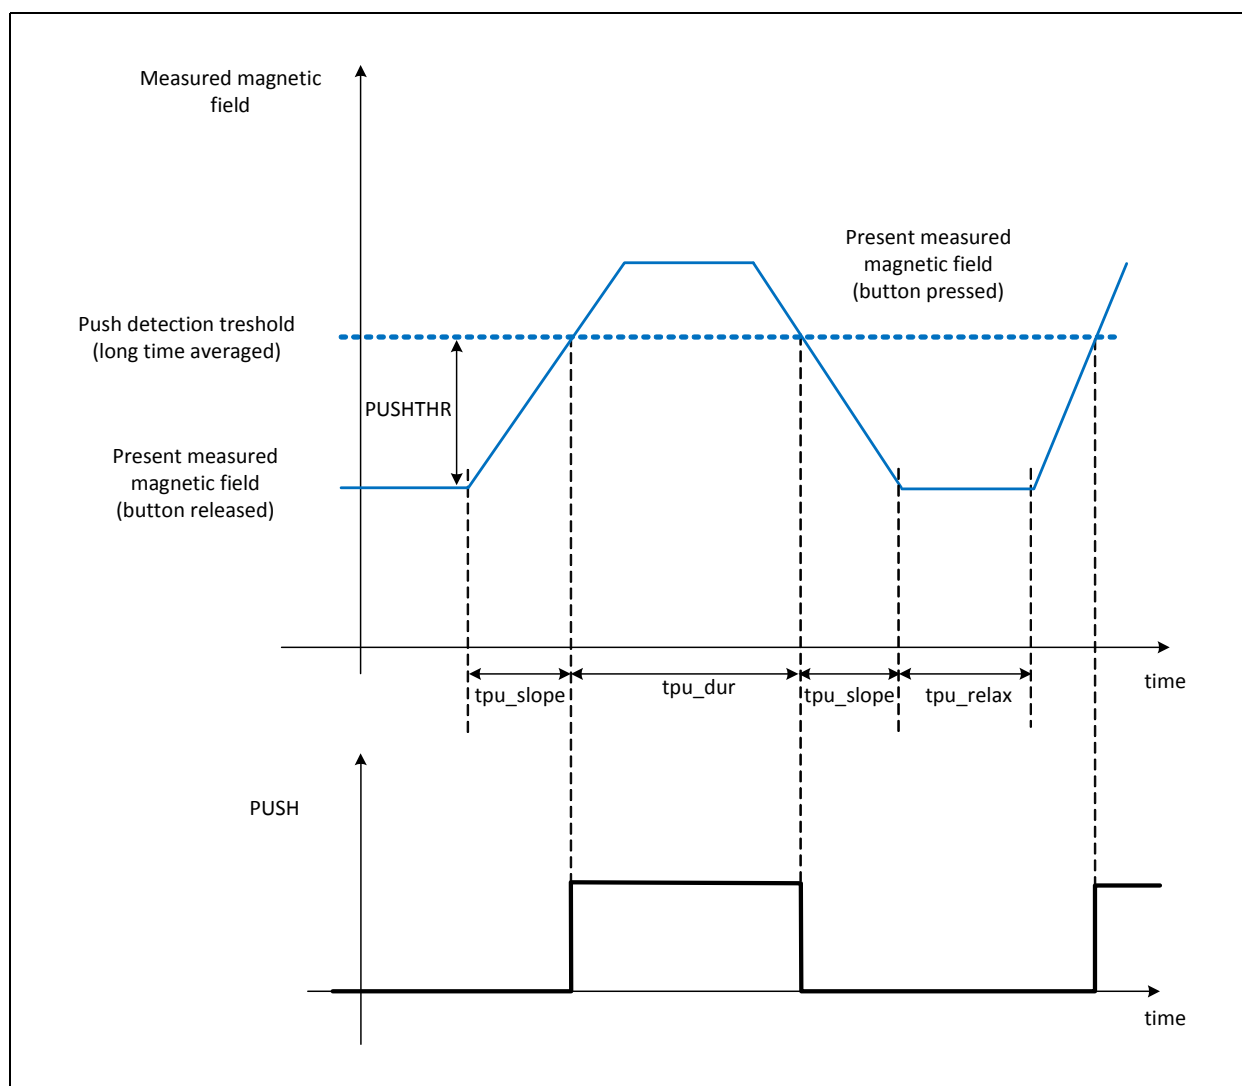 Measured magnetic
field
Present measured
magnetic field
(button pressed)
Push detection treshold
(long time averaged)
PUSHTHR
Present measured
magnetic field
(button released)
tpu_slope
tpu_dur
tpu_slope
tpu_relax
time
PUSH
time